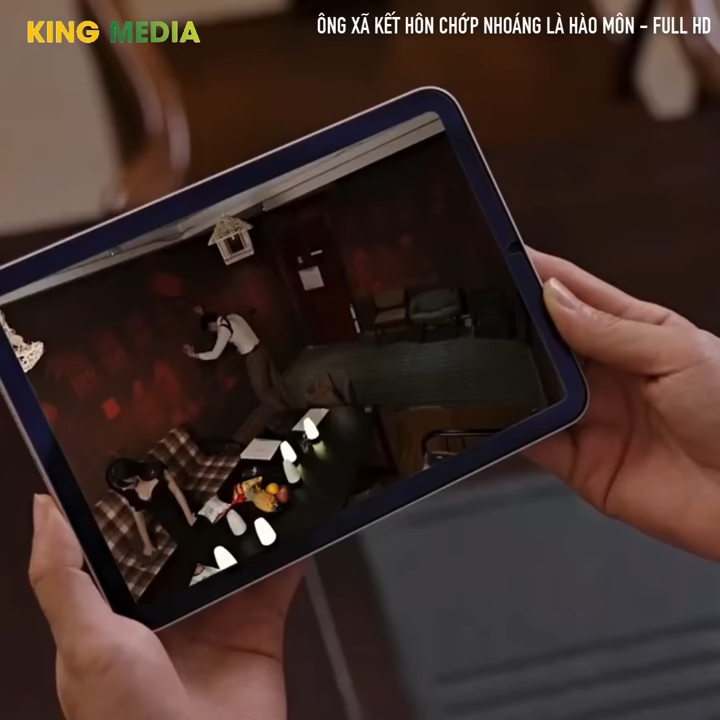 KING MEDIA
ÔNG XÃ KẾT HÔN CHỚP NHOÁNG LÀ HÀO MÔN - FULL HD